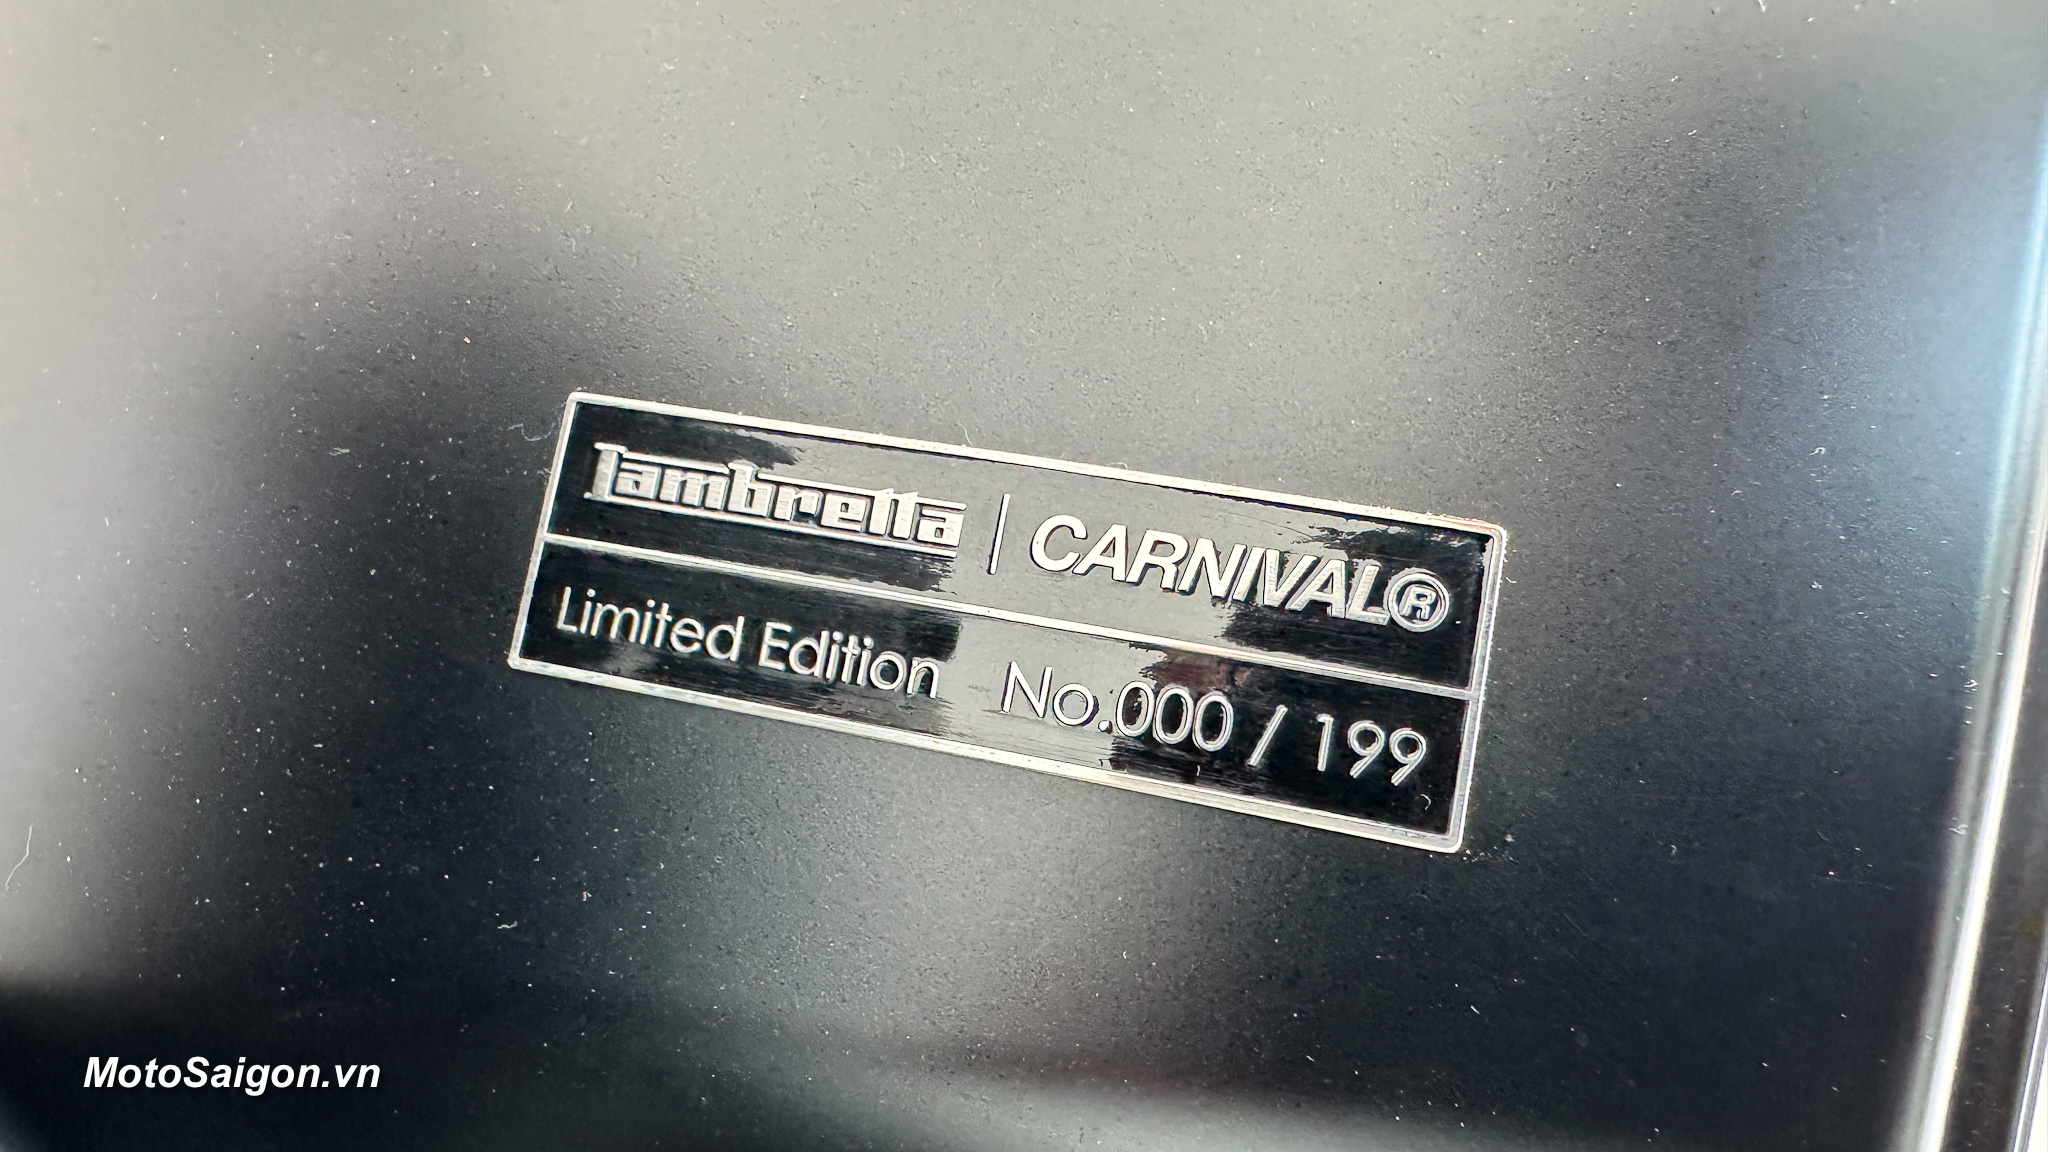 Lambretta | CARNIVAL®
Limited Edition No.000 / 199
MotoSaigon.vn